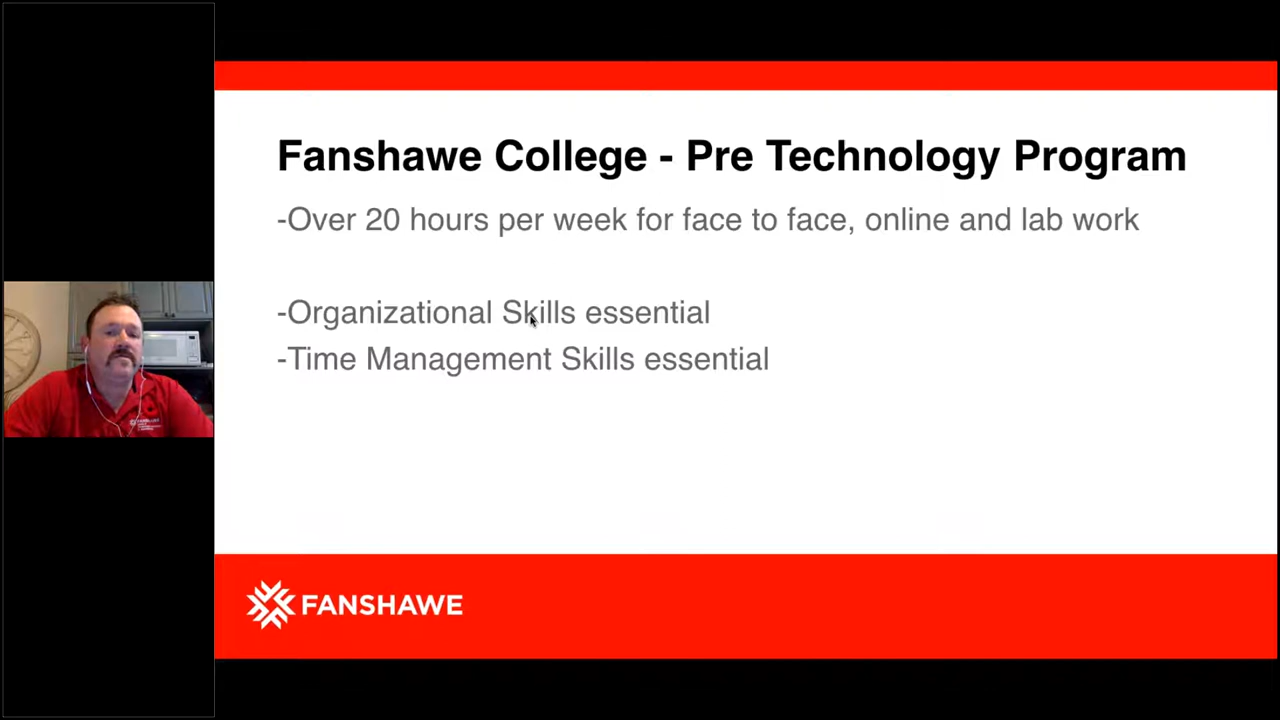 Fanshawe College - Pre Technology Program
-Over 20 hours per week for face to face, online and lab work
-Organizational Skills essential
-Time Management Skills essential
FANSHAWE